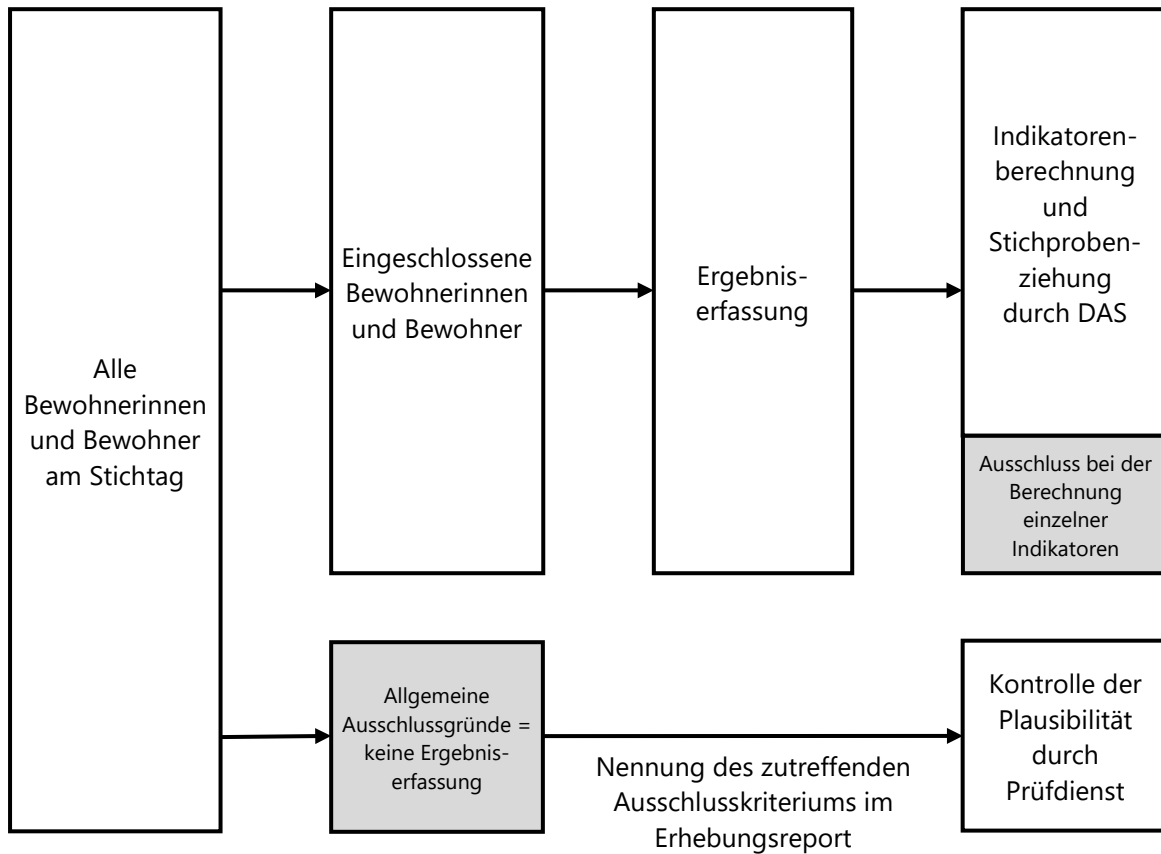 Alle
Bewohnerinnen
und Bewohner
am Stichtag
Eingeschlossene
Bewohnerinnen
und Bewohner
Ergebnis-
erfassung
Indikatoren-
berechnung
und
Stichproben-
ziehung
durch DAS
Ausschluss bei der
Berechnung
einzelner
Indikatoren
Allgemeine
Ausschlussgründe =
keine Ergebnis-
erfassung
Nennung des zutreffenden
Ausschlusskriteriums im
Erhebungsreport
Kontrolle der
Plausibilität
durch
Prüfdienst